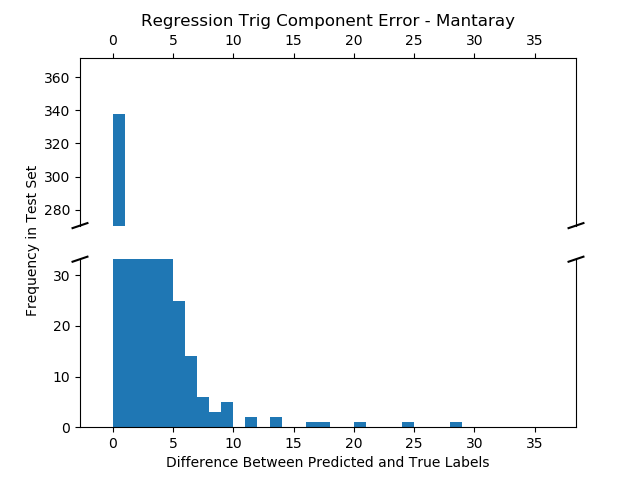 Regression Trig Component Error - Mantaray
0 5 10 15 20 25 30 35
360
340
320
300
280
30
20
10
0
Frequency in Test Set
0 5 10 15 20 25 30 35
Difference Between Predicted and True Labels